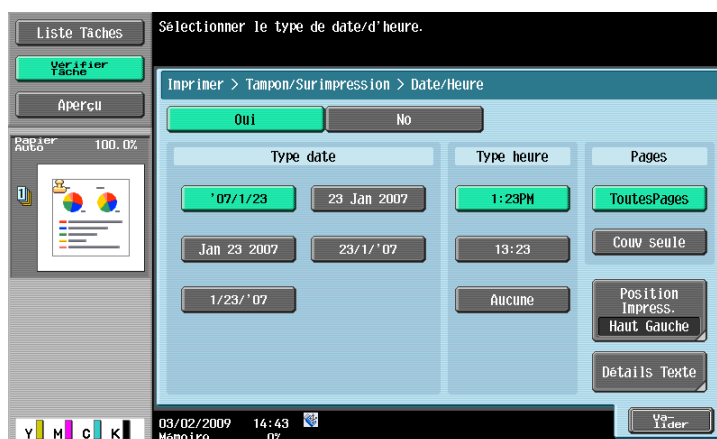 Liste Tâches
Sélectionner le type de date/d'heure.
Vérifier
Tâche
Aperçu
Imprimer > Tampon/Surimpression > Date/Heure
Oui
No
Papier
Auto
100.0%
Type date
Type heure
Pages
1
'07/1/23
23 Jan 2007
1:23PM
ToutesPages
Jan 23 2007
23/1/'07
13:23
Couv seule
1/23/'07
Aucune
Position
Impress.
Haut Gauche
Détails Texte
03/02/2009 14:43
Mémoire 0%
Va-
lider
Y M C K